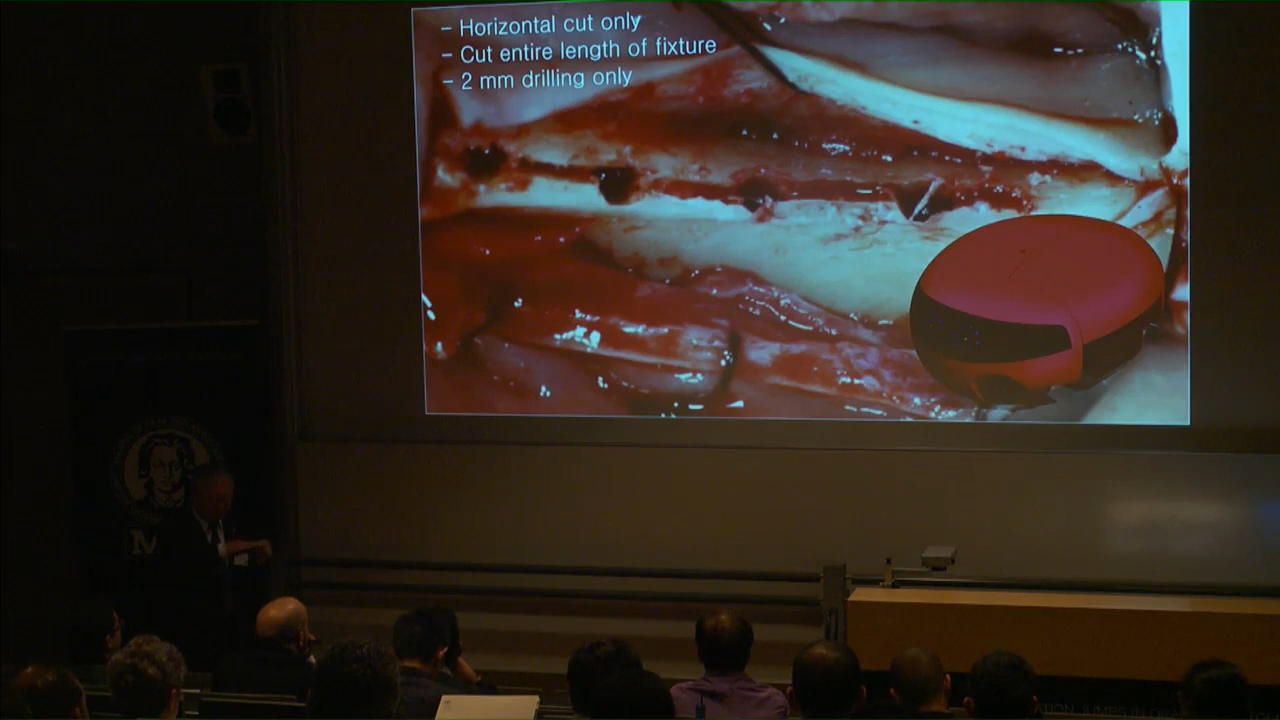 – Horizontal cut only
– Cut entire length of fixture
– 2 mm drilling only
M